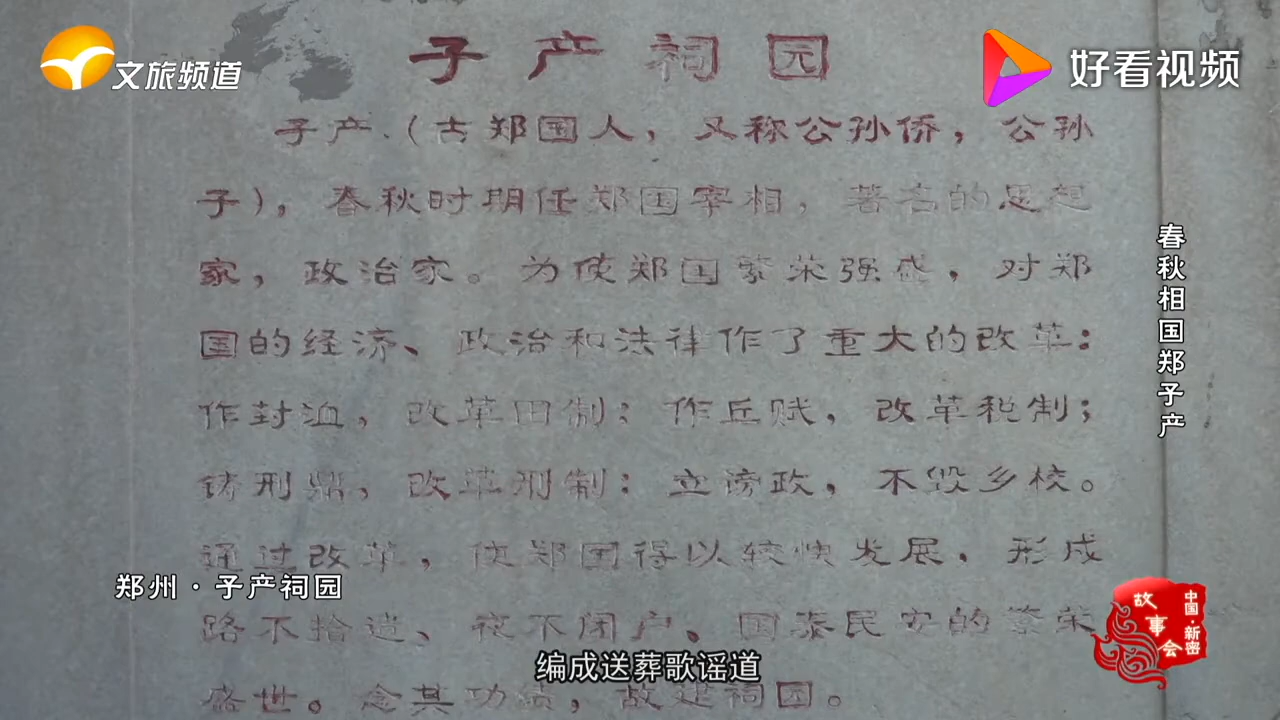 文旅频道
好看视频
子产祠园
子产.(古郑国人，又称公孙侨，公孙
子)，春秋时期任郑国宰相，著名的思想
家，政治家。为使郑国繁荣强盛，对郑
国的经济、政治和法律作了重大的改革：
作封洫，改革田制；作丘赋，改革税制；
铸刑鼎，改革刑制；立谤政，不毁乡校。
通过改革，使郑国得以较快发展，形成
路不拾遗、夜不闭户、国泰民安的繁荣
盛世。念其功绩，故建祠园。
春秋相国郑子产
郑州·子产祠园
中国·新密
故事会
编成送葬歌谣道